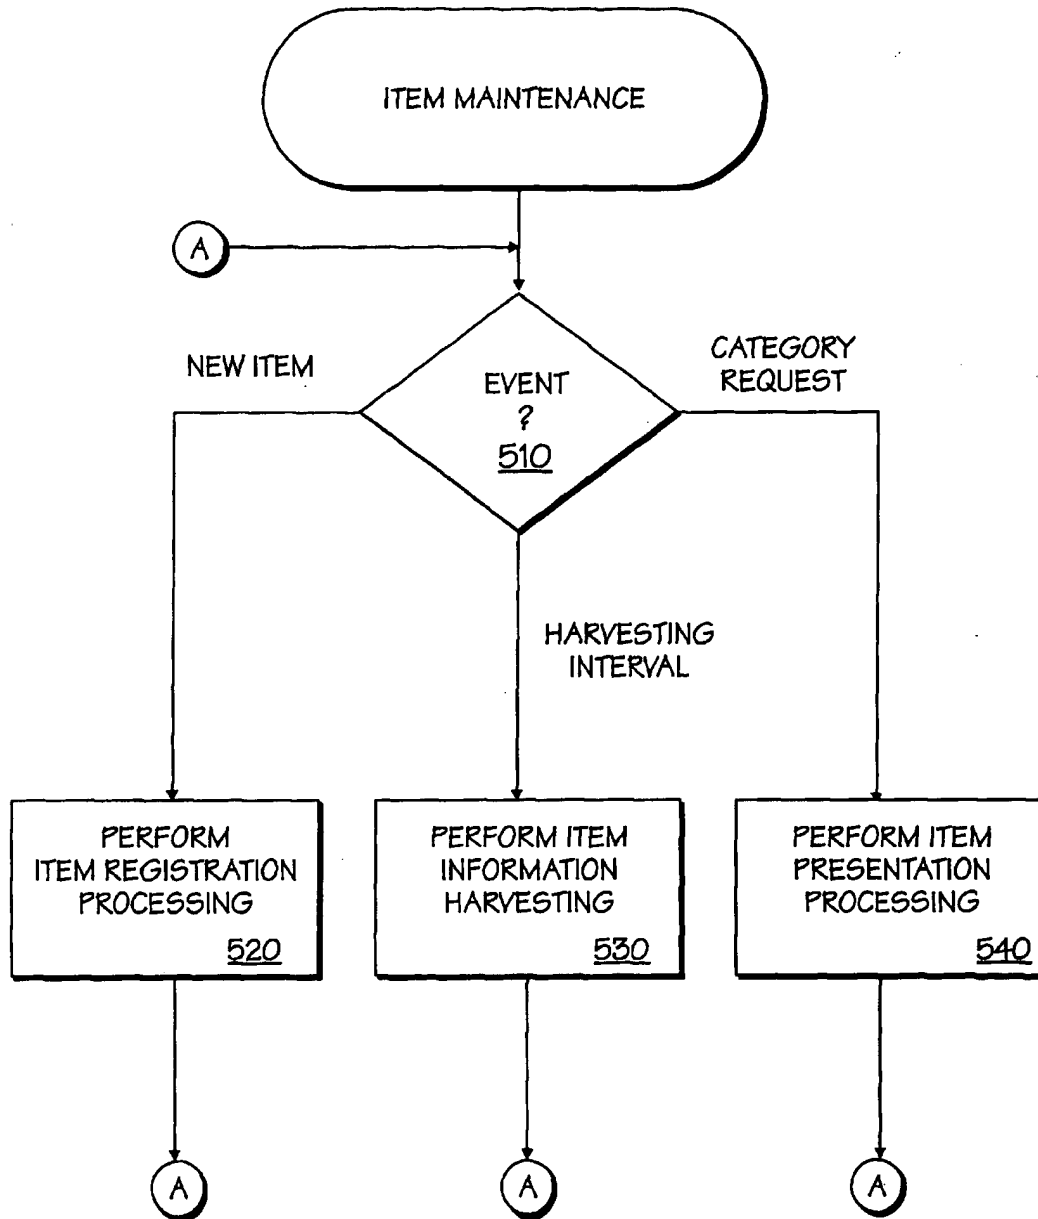 ITEM MAINTENANCE
A
NEW ITEM
EVENT
?
510
CATEGORY
REQUEST
HARVESTING
INTERVAL
PERFORM
ITEM REGISTRATION
PROCESSING
520
PERFORM ITEM
INFORMATION
HARVESTING
530
PERFORM ITEM
PRESENTATION
PROCESSING
540
A
A
A